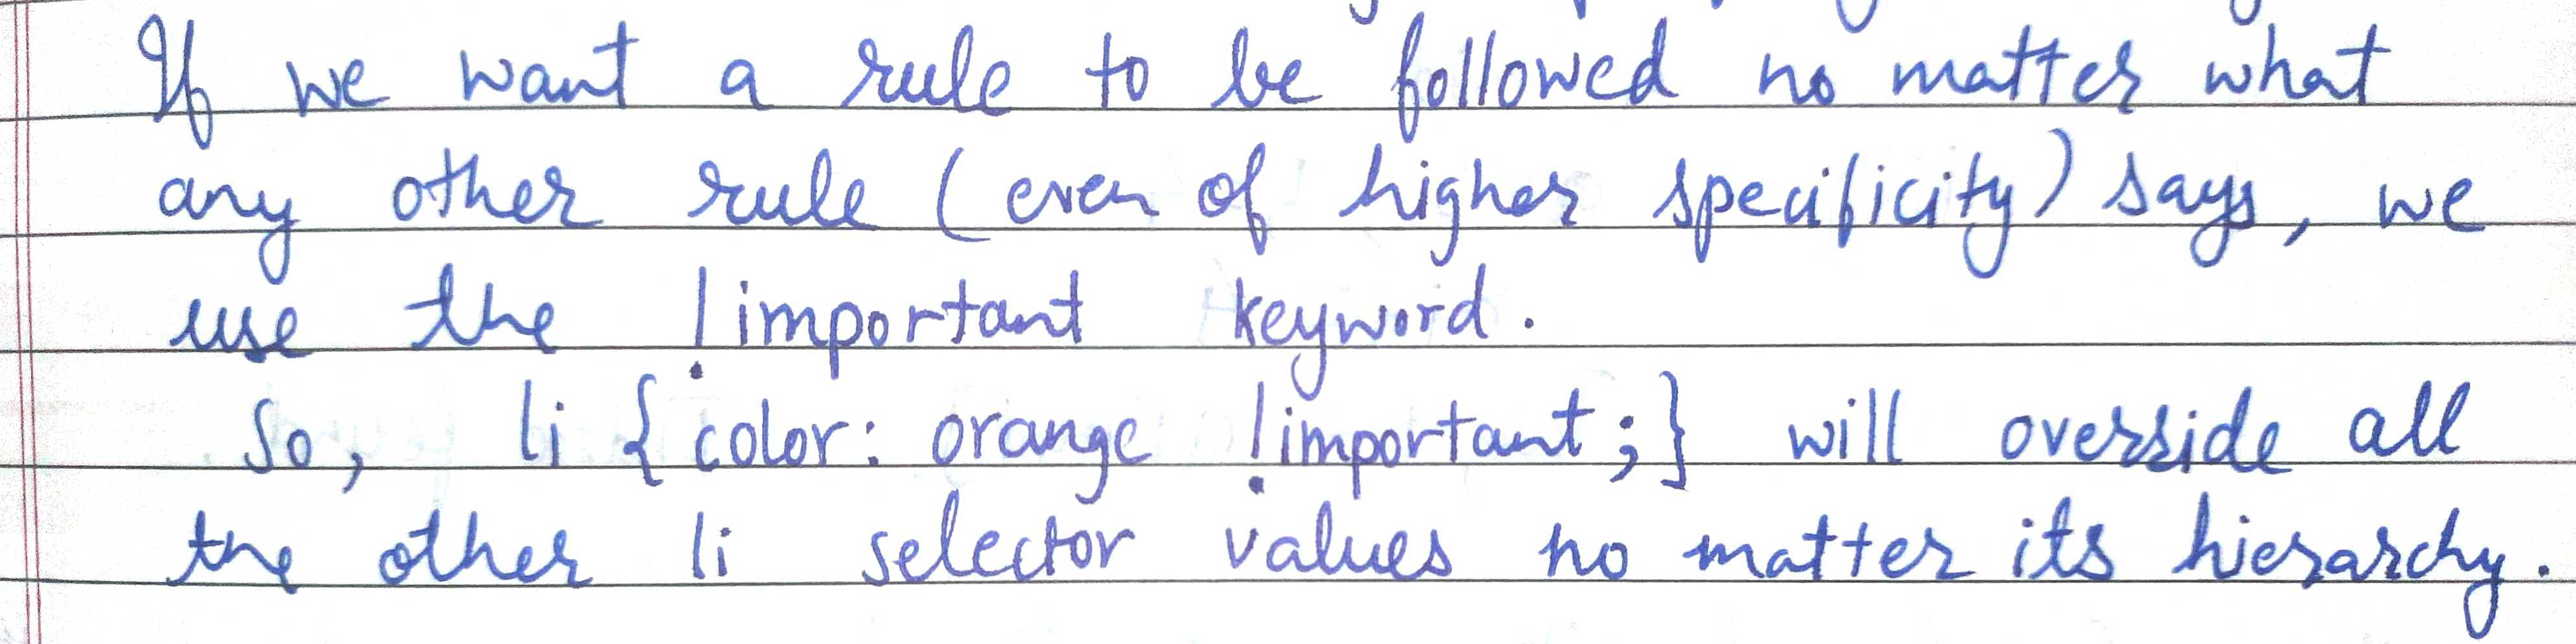 If we want a rule to be followed no matter what
any other rule (even of higher specificity) says, we
use the !important keyword.
So, li { color: orange !important; } will override all
the other li selector values no matter its hierarchy.